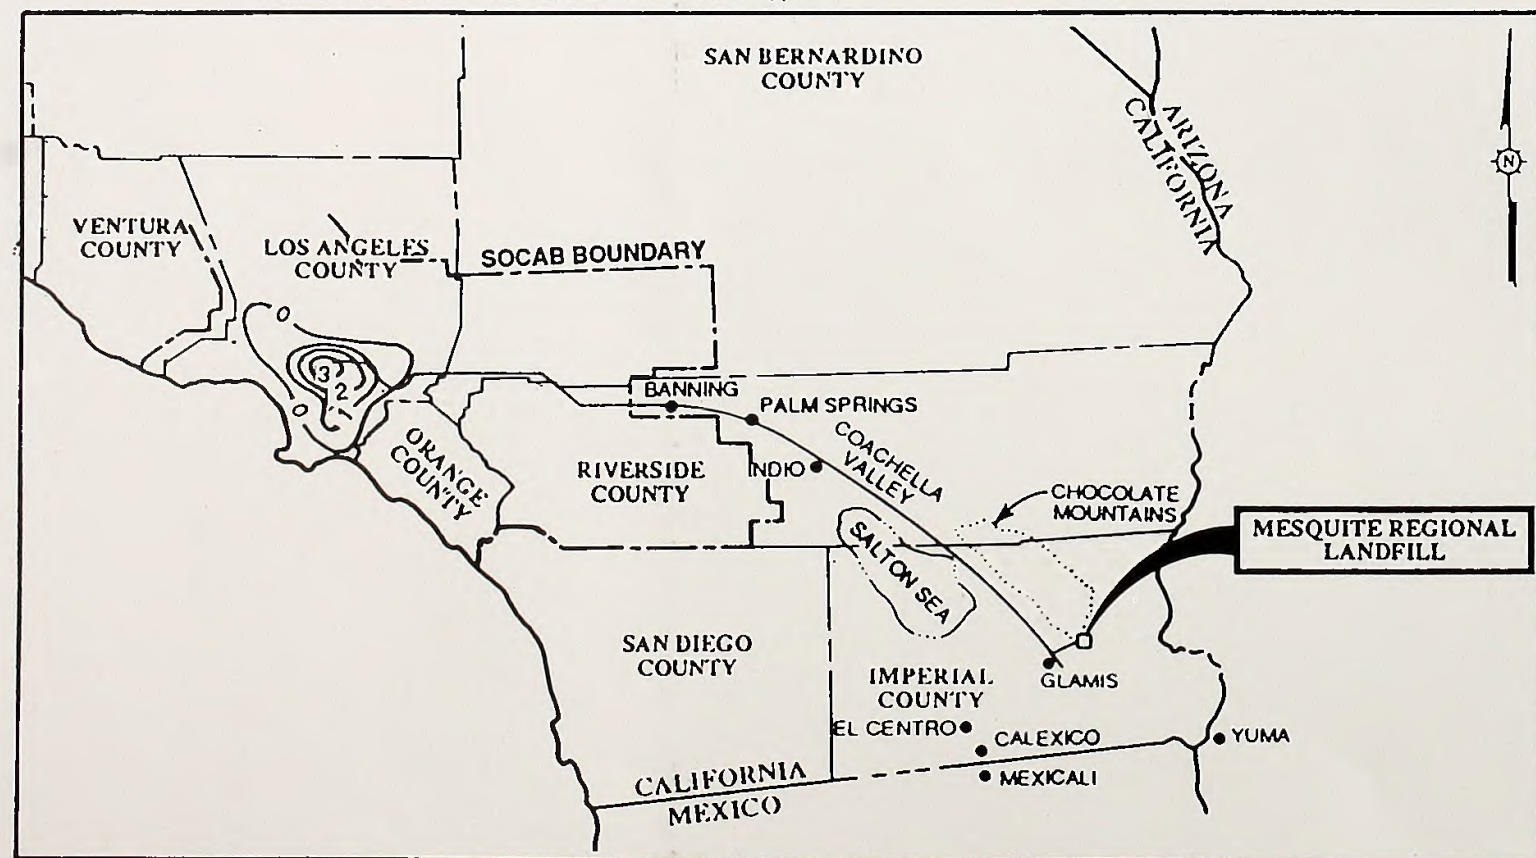 SAN BERNARDINO
COUNTY
ARIZONA
CALIFORNIA
N
VENTURA
COUNTY
LOS ANGELES
COUNTY
SOCAB BOUNDARY
0
3
2
1
0
BANNING
PALM SPRINGS
COACHELLA
VALLEY
ORANGE
COUNTY
RIVERSIDE
COUNTY
INDIO
CHOCOLATE
MOUNTAINS
MESQUITE REGIONAL
LANDFILL
SALTON SEA
SAN DIEGO
COUNTY
IMPERIAL
COUNTY
GLAMIS
EL CENTRO
CALEXICO
YUMA
MEXICALI
CALIFORNIA
MEXICO